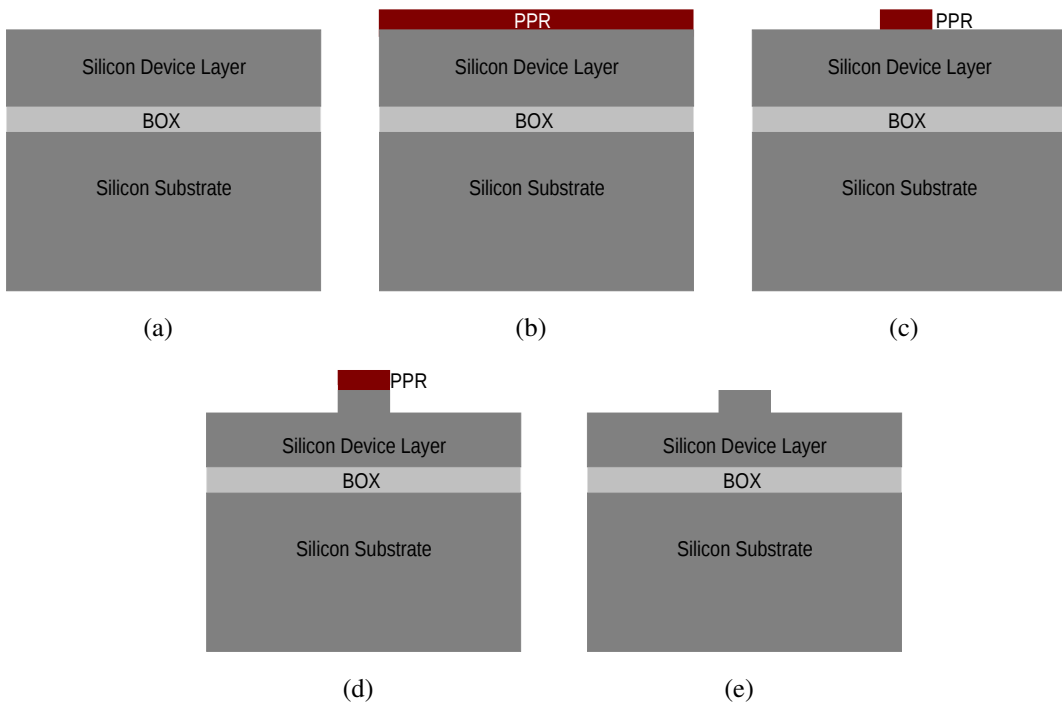 Silicon Device Layer
BOX
Silicon Substrate
(a)
PPR
Silicon Device Layer
BOX
Silicon Substrate
(b)
PPR
Silicon Device Layer
BOX
Silicon Substrate
(c)
PPR
Silicon Device Layer
BOX
Silicon Substrate
(d)
Silicon Device Layer
BOX
Silicon Substrate
(e)